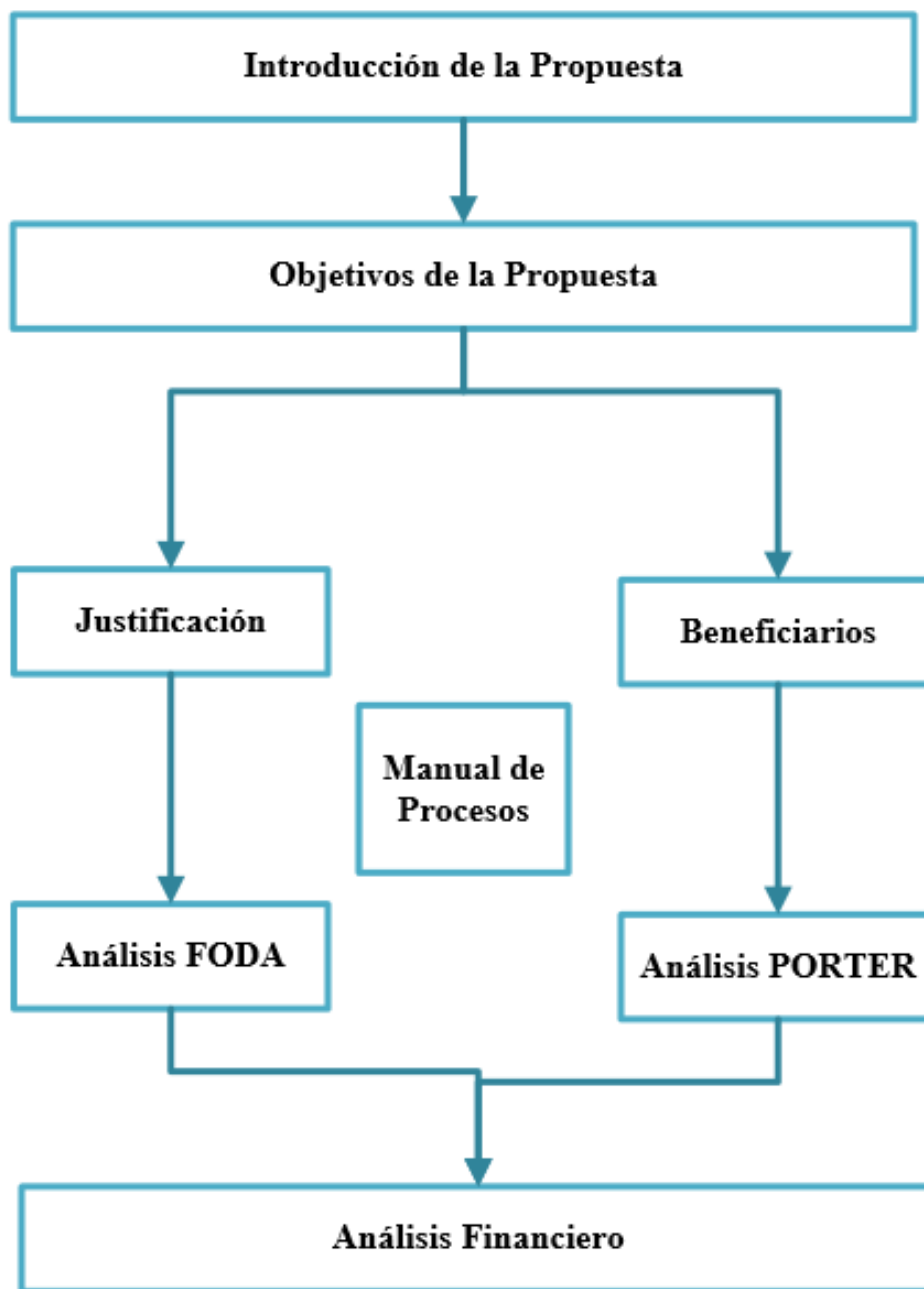 Introducción de la Propuesta
Objetivos de la Propuesta
Justificación
Beneficiarios
Manual de
Procesos
Análisis FODA
Análisis PORTER
Análisis Financiero